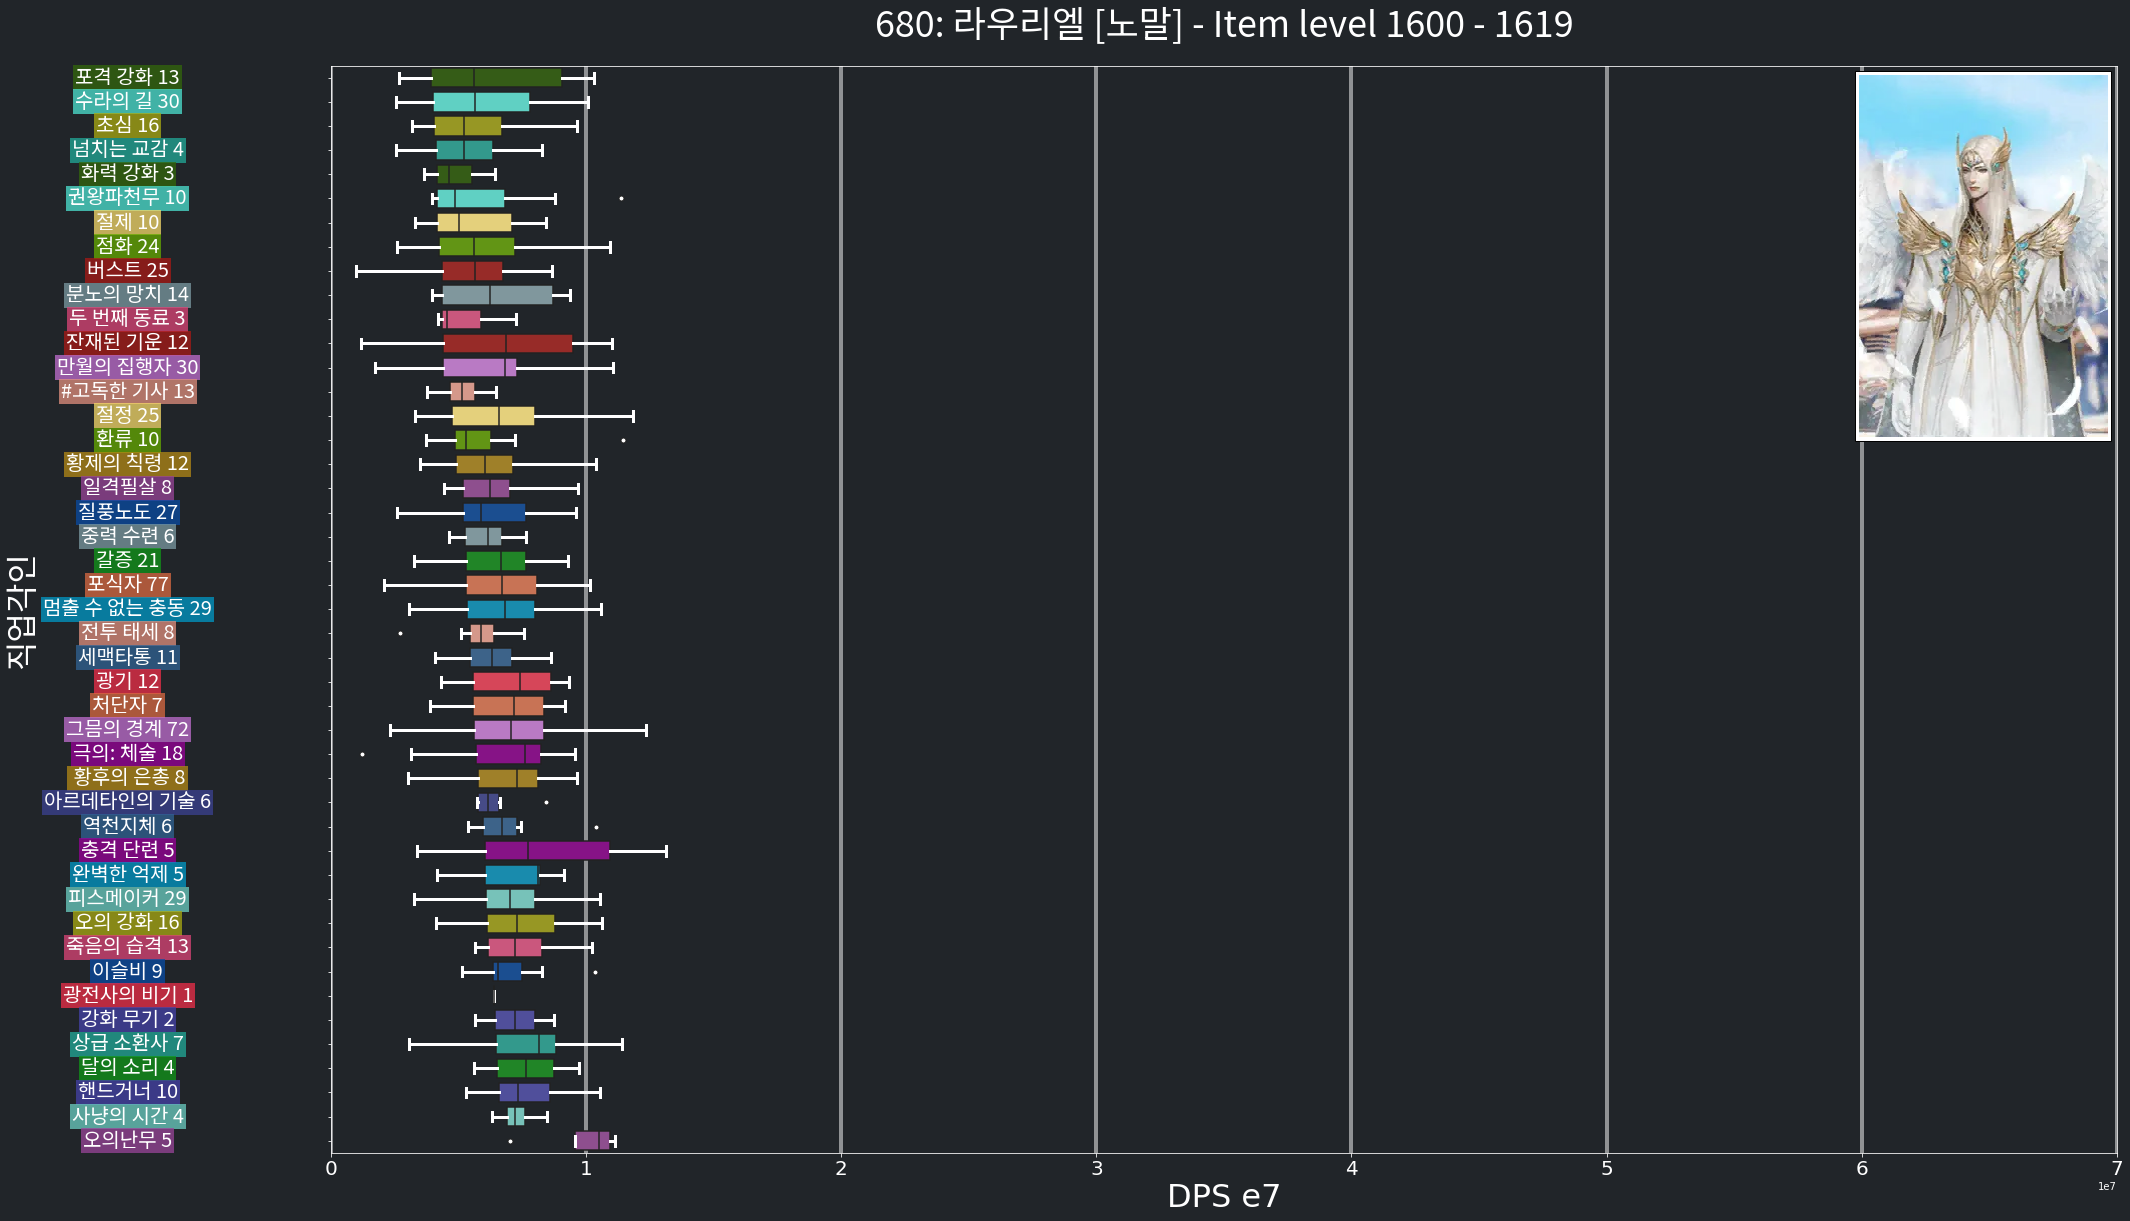 680: 라우리엘 [노말] - Item level 1600 - 1619
포격 강화 13
수라의 길 30
초심 16
넘치는 교감 4
화력 강화 3
권왕파천무 10
절제 10
점화 24
버스트 25
분노의 망치 14
두 번째 동료 3
잔재된 기운 12
만월의 집행자 30
#고독한 기사 13
절정 25
환류 10
황제의 칙령 12
일격필살 8
질풍노도 27
중력 수련 6
갈증 21
포식자 77
멈출 수 없는 충동 29
전투 태세 8
세맥타통 11
광기 12
처단자 7
그믐의 경계 72
극의: 체술 18
황후의 은총 8
아르데타인의 기술 6
역천지체 6
충격 단련 5
완벽한 억제 5
피스메이커 29
오의 강화 16
죽음의 습격 13
이슬비 9
광전사의 비기 1
강화 무기 2
상급 소환사 7
달의 소리 4
핸드거너 10
사냥의 시간 4
오의난무 5
직업각인
0 1 2 3 4 5 6 7
1e7
DPS e7